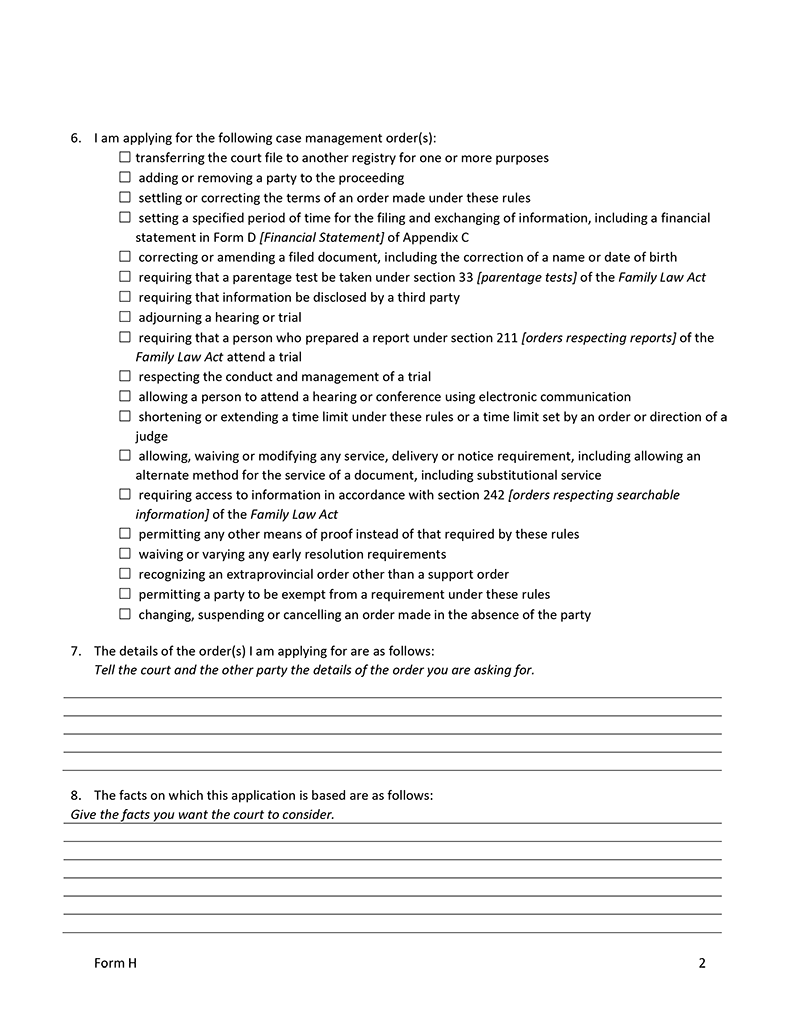 6. I am applying for the following case management order(s):
☐ transferring the court file to another registry for one or more purposes
☐ adding or removing a party to the proceeding
☐ settling or correcting the terms of an order made under these rules
☐ setting a specified period of time for the filing and exchanging of information, including a financial
statement in Form D [Financial Statement] of Appendix C
☐ correcting or amending a filed document, including the correction of a name or date of birth
☐ requiring that a parentage test be taken under section 33 [parentage tests] of the Family Law Act
☐ requiring that information be disclosed by a third party
☐ adjourning a hearing or trial
☐ requiring that a person who prepared a report under section 211 [orders respecting reports] of the
Family Law Act attend a trial
☐ respecting the conduct and management of a trial
☐ allowing a person to attend a hearing or conference using electronic communication
☐ shortening or extending a time limit under these rules or a time limit set by an order or direction of a
judge
☐ allowing, waiving or modifying any service, delivery or notice requirement, including allowing an
alternate method for the service of a document, including substitutional service
☐ requiring access to information in accordance with section 242 [orders respecting searchable
information] of the Family Law Act
☐ permitting any other means of proof instead of that required by these rules
☐ waiving or varying any early resolution requirements
☐ recognizing an extraprovincial order other than a support order
☐ permitting a party to be exempt from a requirement under these rules
☐ changing, suspending or cancelling an order made in the absence of the party
7. The details of the order(s) I am applying for are as follows:
Tell the court and the other party the details of the order you are asking for.
8. The facts on which this application is based are as follows:
Give the facts you want the court to consider.
Form H 2